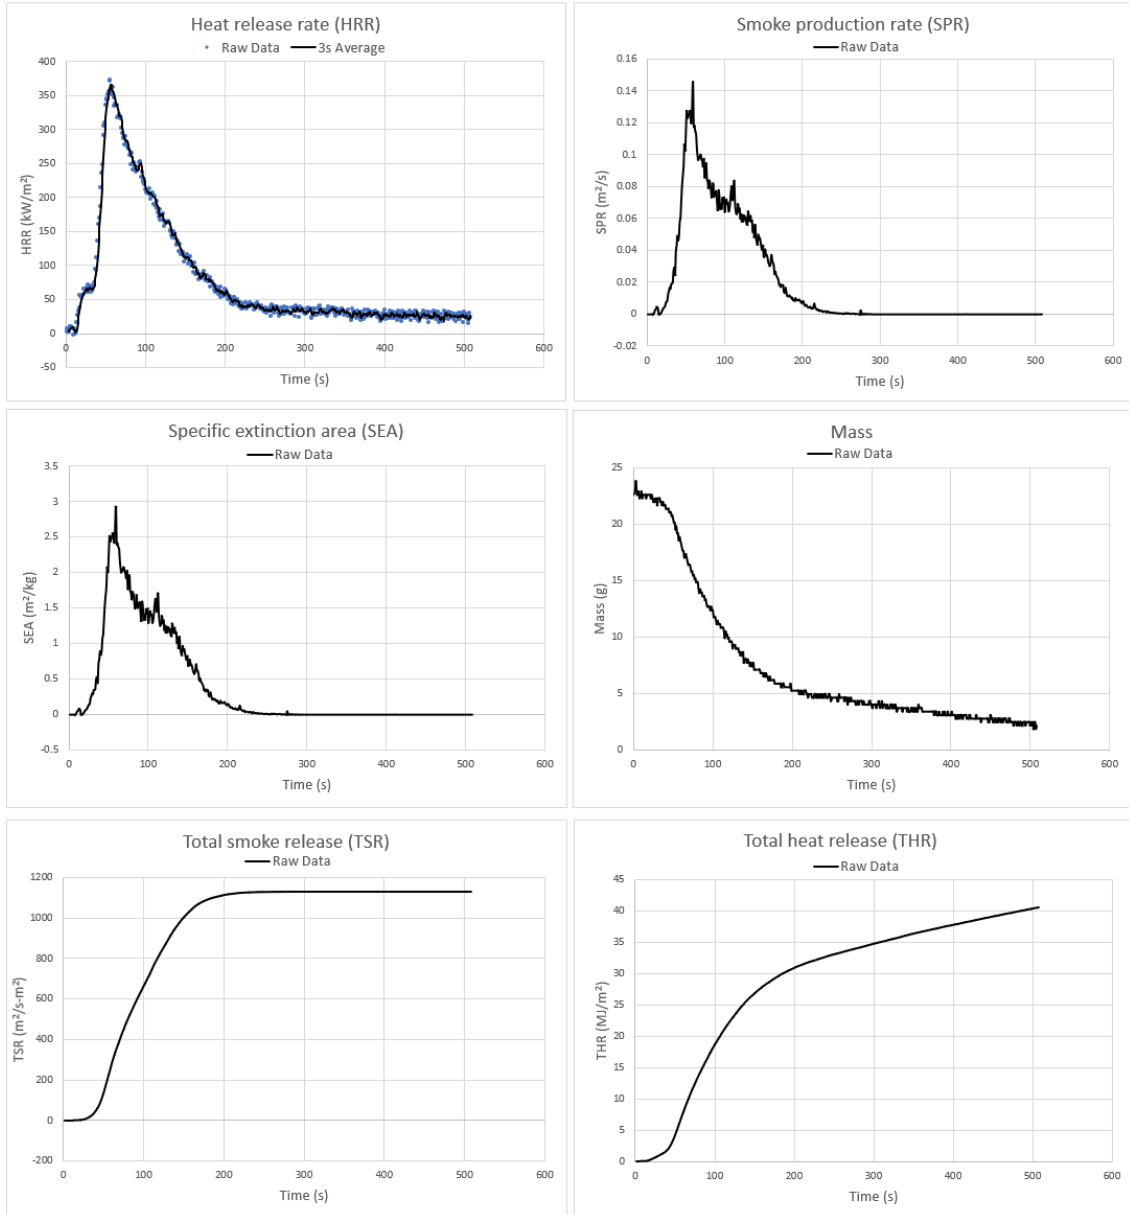 Heat release rate (HRR)
Raw Data 3s Average
400
350
300
250
200
150
100
50
0
-50
HRR (kW/m²)
0 100 200 300 400 500 600
Time (s)
Smoke production rate (SPR)
Raw Data
0.16
0.14
0.12
0.1
0.08
0.06
0.04
0.02
0
-0.02
SPR (m²/s)
0 100 200 300 400 500 600
Time (s)
Specific extinction area (SEA)
Raw Data
3.5
3
2.5
2
1.5
1
0.5
0
-0.5
SEA (m²/kg)
0 100 200 300 400 500 600
Time (s)
Mass
Raw Data
25
20
15
10
5
0
Mass (g)
0 100 200 300 400 500 600
Time (s)
Total smoke release (TSR)
Raw Data
1200
1000
800
600
400
200
0
-200
TSR (m²/s-m²)
0 100 200 300 400 500 600
Time (s)
Total heat release (THR)
Raw Data
45
40
35
30
25
20
15
10
5
0
THR (MJ/m²)
0 100 200 300 400 500 600
Time (s)